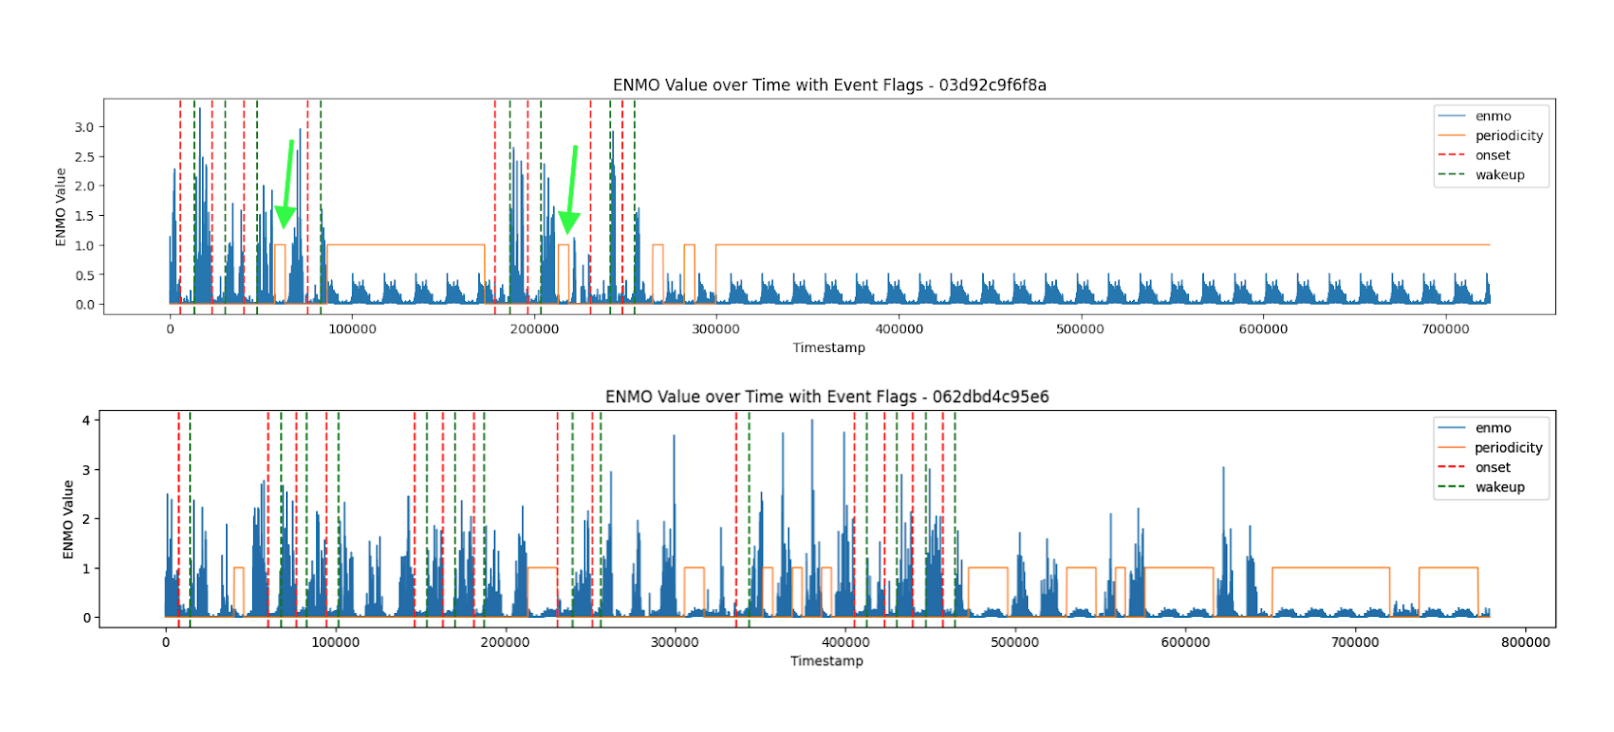 ENMO Value over Time with Event Flags - 03d92c9f6f8a
ENMO Value
3.0
2.5
2.0
1.5
1.0
0.5
0.0
enmo
periodicity
onset
wakeup
0 100000 200000 300000 400000 500000 600000 700000
Timestamp
ENMO Value over Time with Event Flags - 062dbd4c95e6
ENMO Value
4
3
2
1
0
enmo
periodicity
onset
wakeup
0 100000 200000 300000 400000 500000 600000 700000 800000
Timestamp